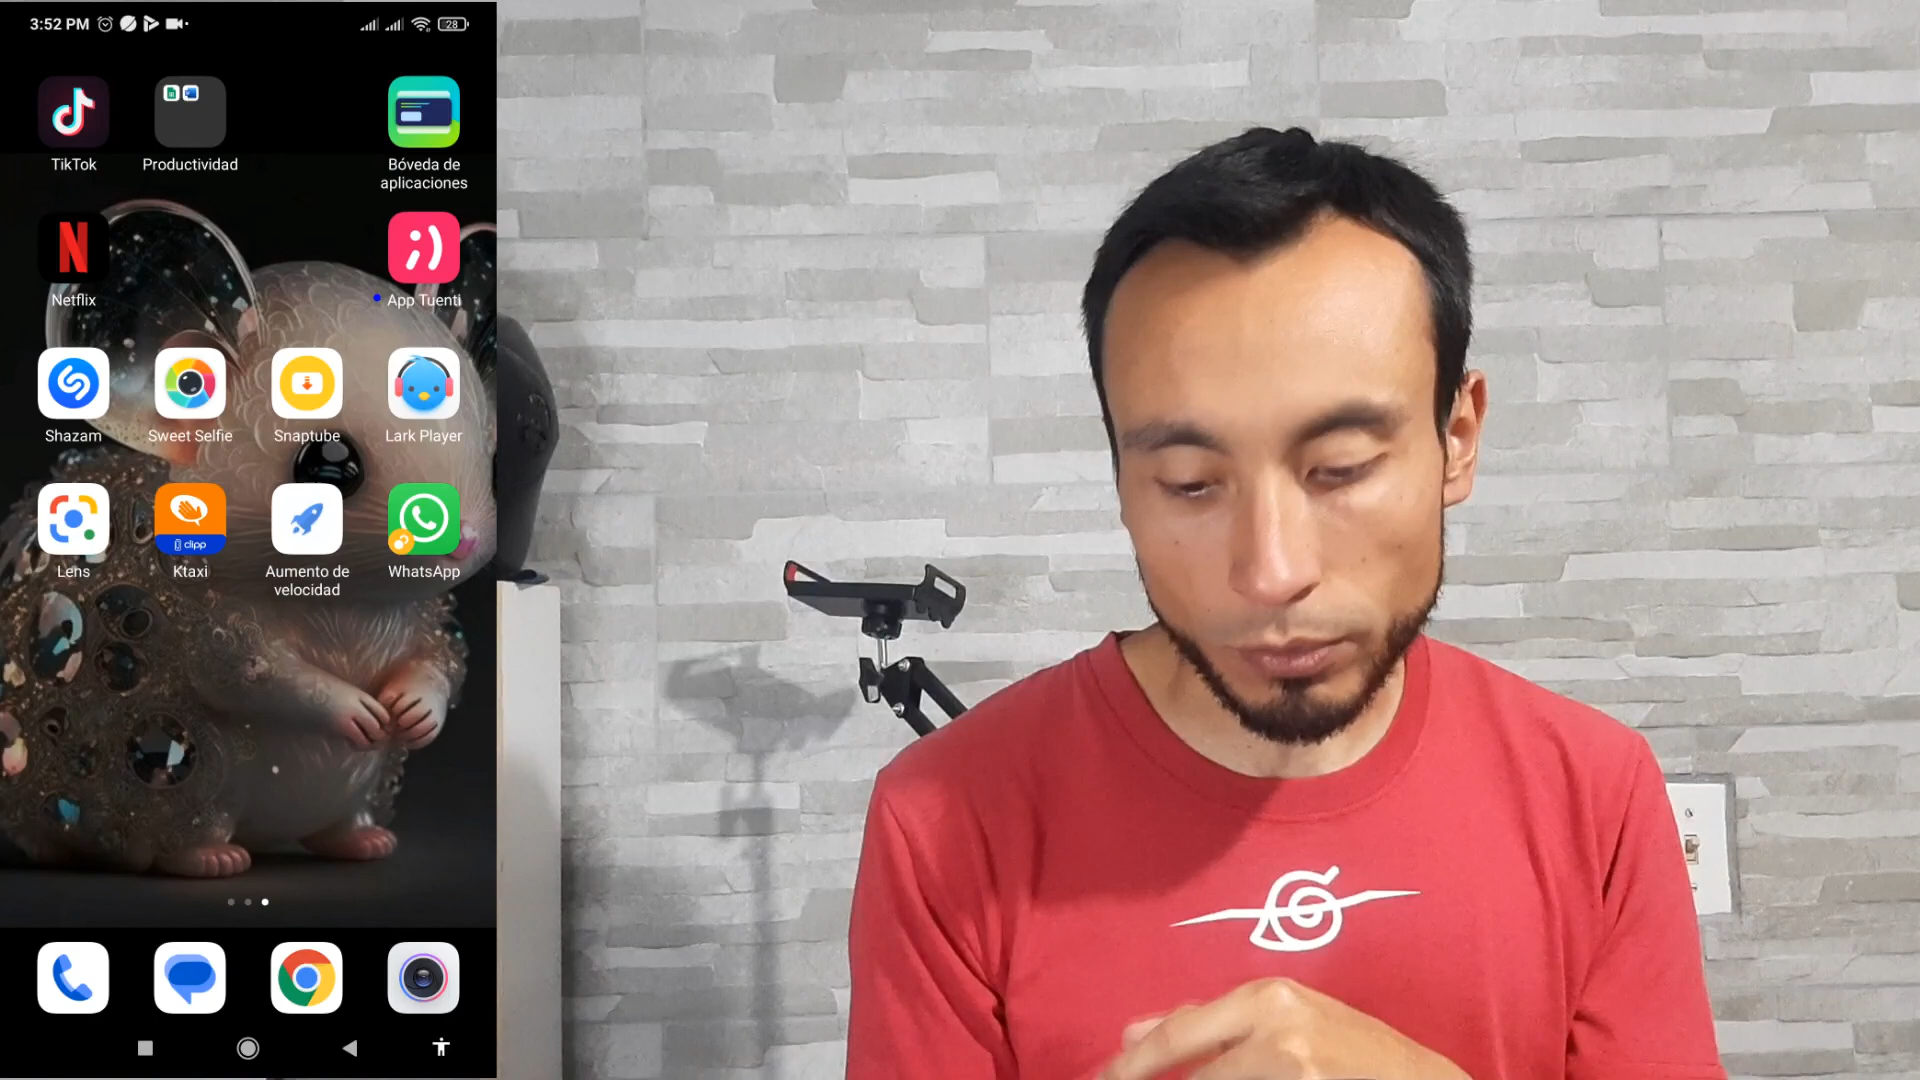 3:52 PM
28
TikTok
Productividad
Bóveda de
aplicaciones
N
Netflix
App Tuenti
Shazam
Sweet Selfie
Snaptube
Lark Player
clipp
Lens
Ktaxi
Aumento de
velocidad
WhatsApp